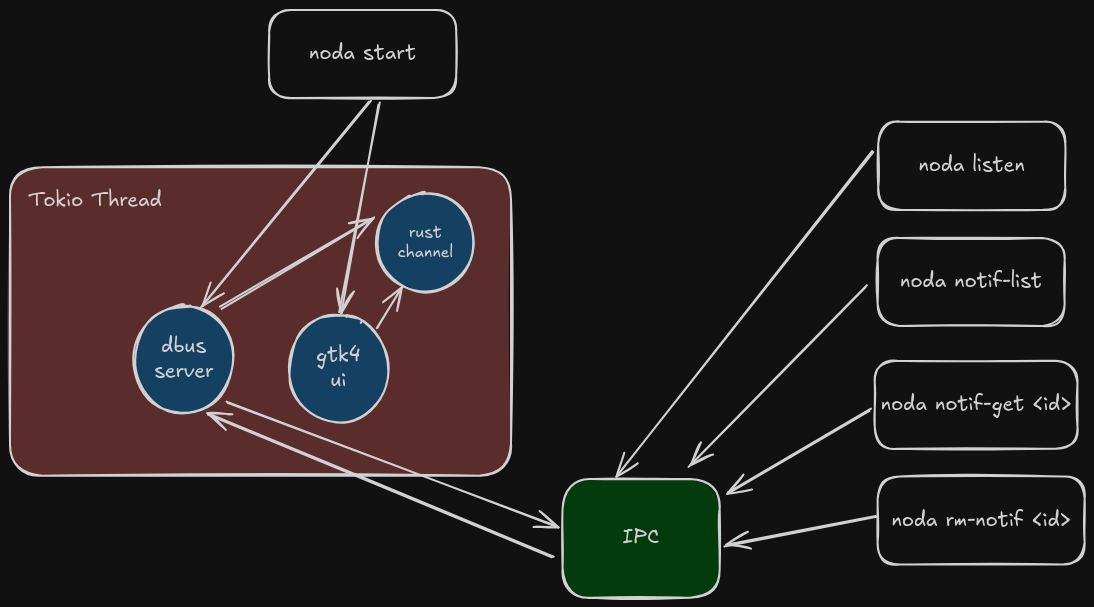 noda start
Tokio Thread
rust
channel
dbus
server
gtk4
ui
noda listen
noda notif-list
noda notif-get <id>
noda rm-notif <id>
IPC